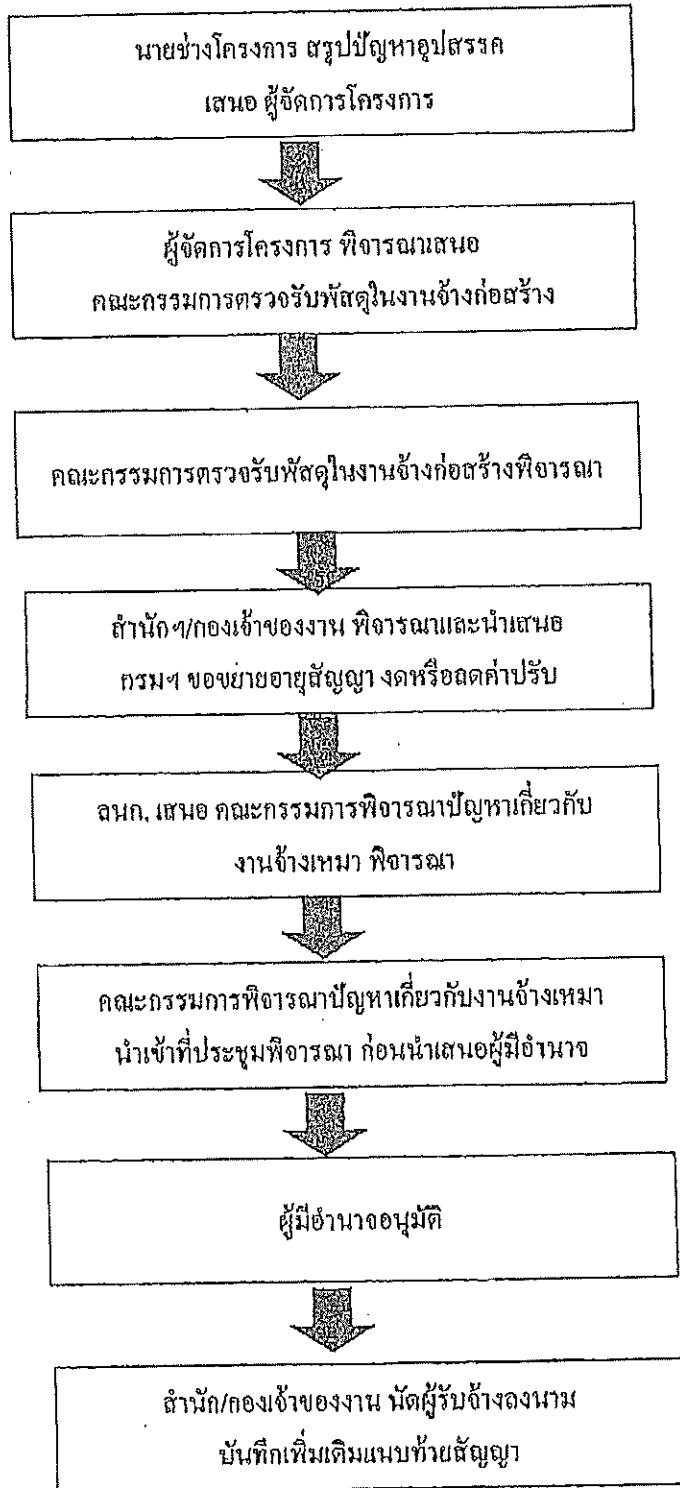 นายช่างโครงการ สรุปปัญหาอุปสรรค
เสนอ ผู้จัดการโครงการ
ผู้จัดการโครงการ พิจารณาเสนอ
คณะกรรมการตรวจรับพัสดุในงานจ้างก่อสร้าง
คณะกรรมการตรวจรับพัสดุในงานจ้างก่อสร้างพิจารณา
สำนักฯ/กองเจ้าของงาน พิจารณาและนำเสนอ
กรมฯ ขอขยายอายุสัญญา งดหรือลดค่าปรับ
ลนก. เสนอ คณะกรรมการพิจารณาปัญหาเกี่ยวกับ
งานจ้างเหมา พิจารณา
คณะกรรมการพิจารณาปัญหาเกี่ยวกับงานจ้างเหมา
นำเข้าที่ประชุมพิจารณา ก่อนนำเสนอผู้มีอำนาจ
ผู้มีอำนาจอนุมัติ
สำนัก/กองเจ้าของงาน นัดผู้รับจ้างลงนาม
บันทึกเพิ่มเติมแนบท้ายสัญญา